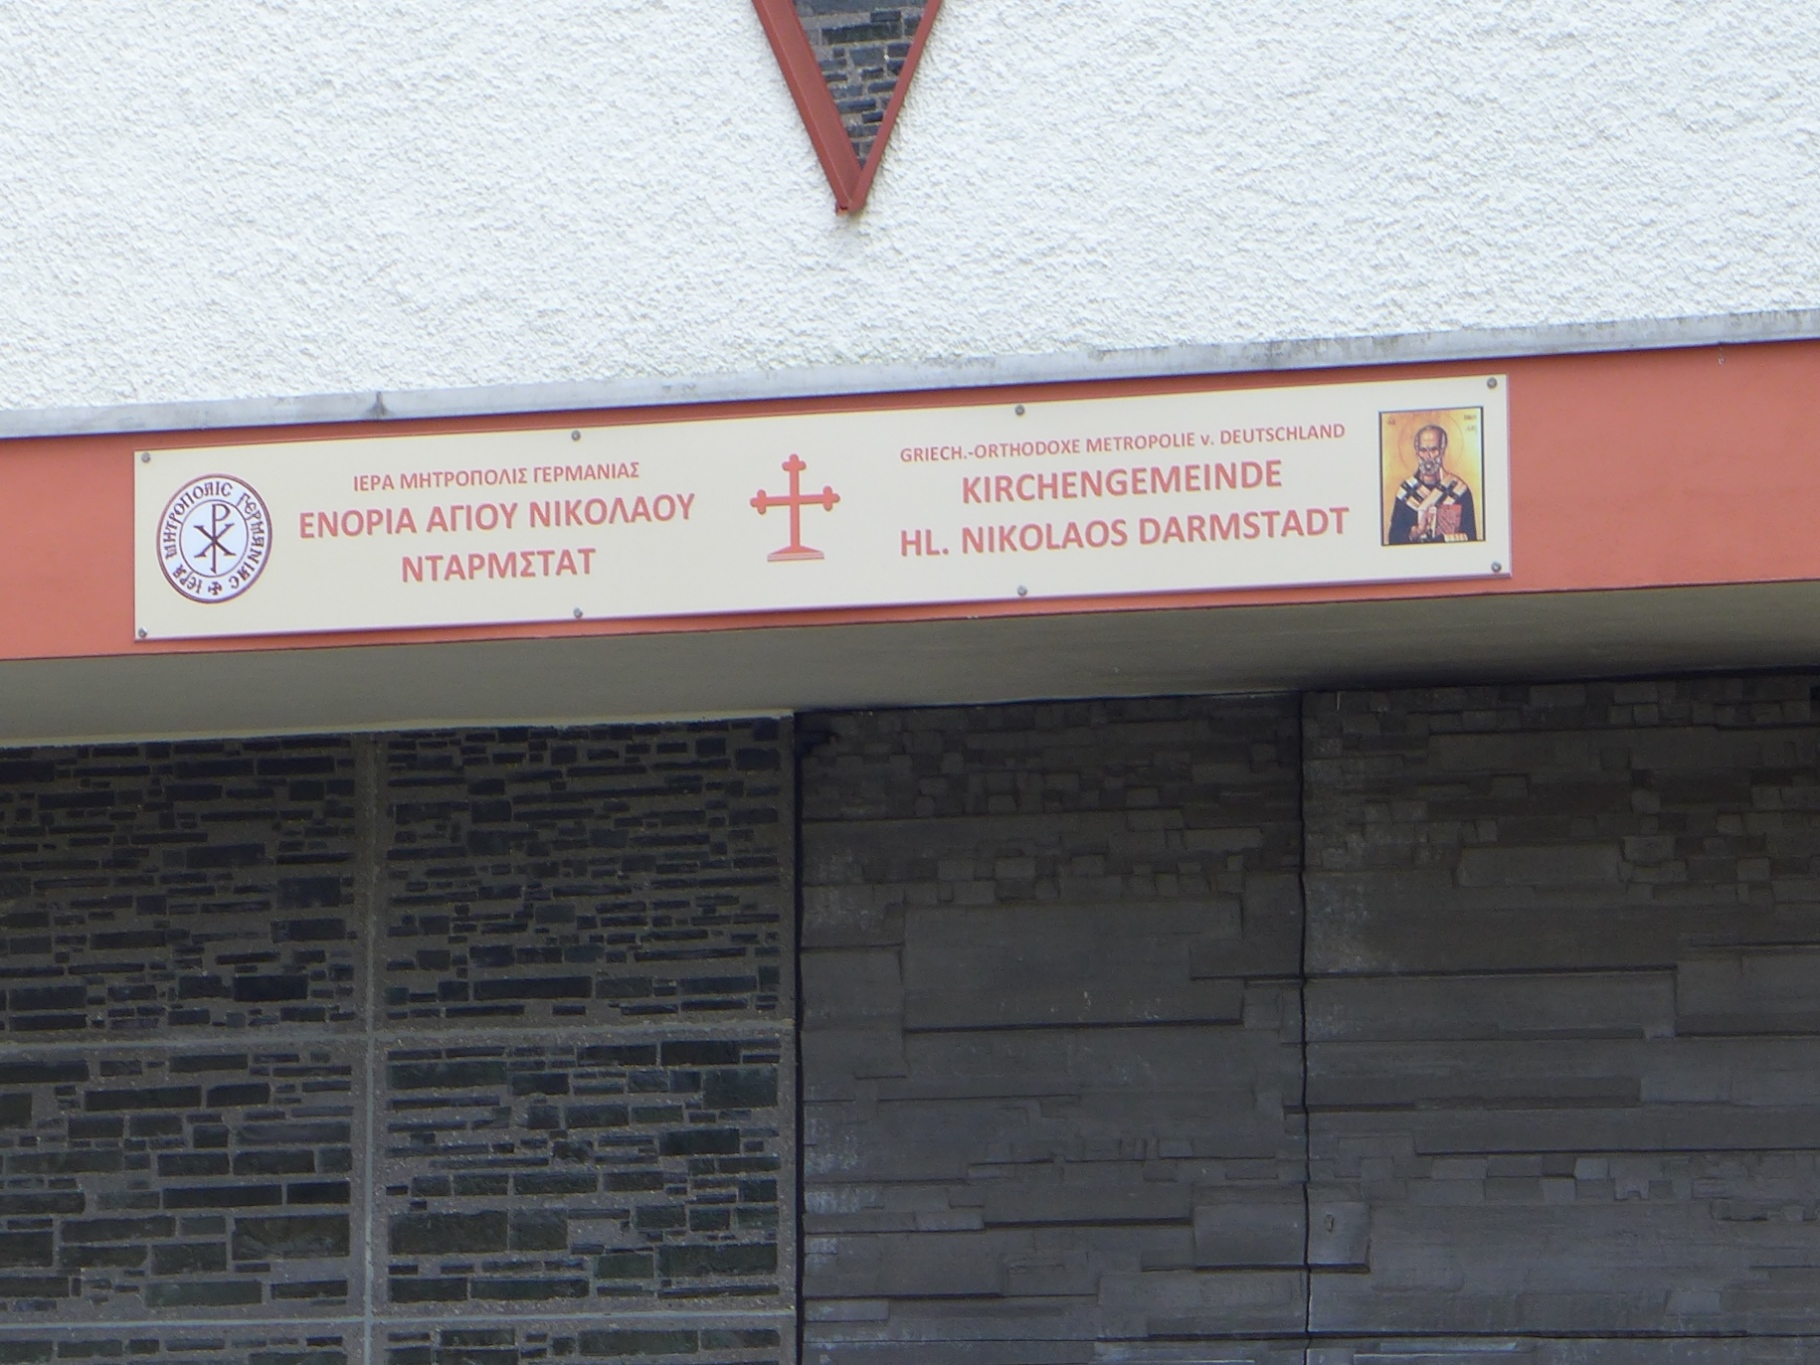 ΙΕΡΑ ΜΗΤΡΟΠΟΛΙΣ ΓΕΡΜΑΝΙΑΣ
ΕΝΟΡΙΑ ΑΓΙΟΥ ΝΙΚΟΛΑΟΥ
ΝΤΑΡΜΣΤΑΤ
ΙΕΡΑ ΜΗΤΡΟΠΟΛΙΣ ΓΕΡΜΑΝΙΑΣ
GRIECH.-ORTHODOXE METROPOLIE v. DEUTSCHLAND
KIRCHENGEMEINDE
HL. NIKOLAOS DARMSTADT